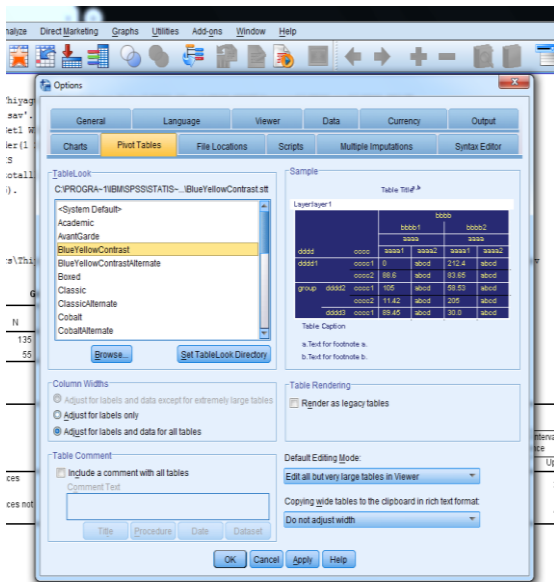 nalyze Direct Marketing Graphs Utilities Add-ons Window Help
Options
General Language Viewer Data Currency Output
Charts Pivot Tables File Locations Scripts Multiple Imputations Syntax Editor
TableLook
C:\PROGRA~1\IBM\SPSS\STATIS~...\BlueYellowContrast.stt
<System Default>
Academic
AvantGarde
BlueYellowContrast
BlueYellowContrastAlternate
Boxed
Classic
ClassicAlternate
Cobalt
CobaltAlternate
Browse... Set TableLook Directory
Sample
Table Title
Layerlayer1
bbbb
bbbb1 bbbb2
aaaa aaaa
dddd cccc aaaa1 aaaa2 aaaa1 aaaa2
dddd1 cccc1 0 abcd 212.4 abcd
cccc2 88.6 abcd 83.65 abcd
group dddd2 cccc1 105 abcd 58.53 abcd
cccc2 11.42 abcd 205 abcd
dddd3 cccc1 89.45 abcd 30.0 abcd
Table Caption
a.Text for footnote a.
b.Text for footnote b.
Column Widths
Adjust for labels and data except for extremely large tables
Adjust for labels only
Adjust for labels and data for all tables
Table Rendering
Render as legacy tables
Table Comment
Include a comment with all tables
Comment Text
Title Procedure Date Dataset
Default Editing Mode:
Edit all but very large tables in Viewer
Copying wide tables to the clipboard in rich text format:
Do not adjust width
OK Cancel Apply Help
N
135
55
ces
ces not